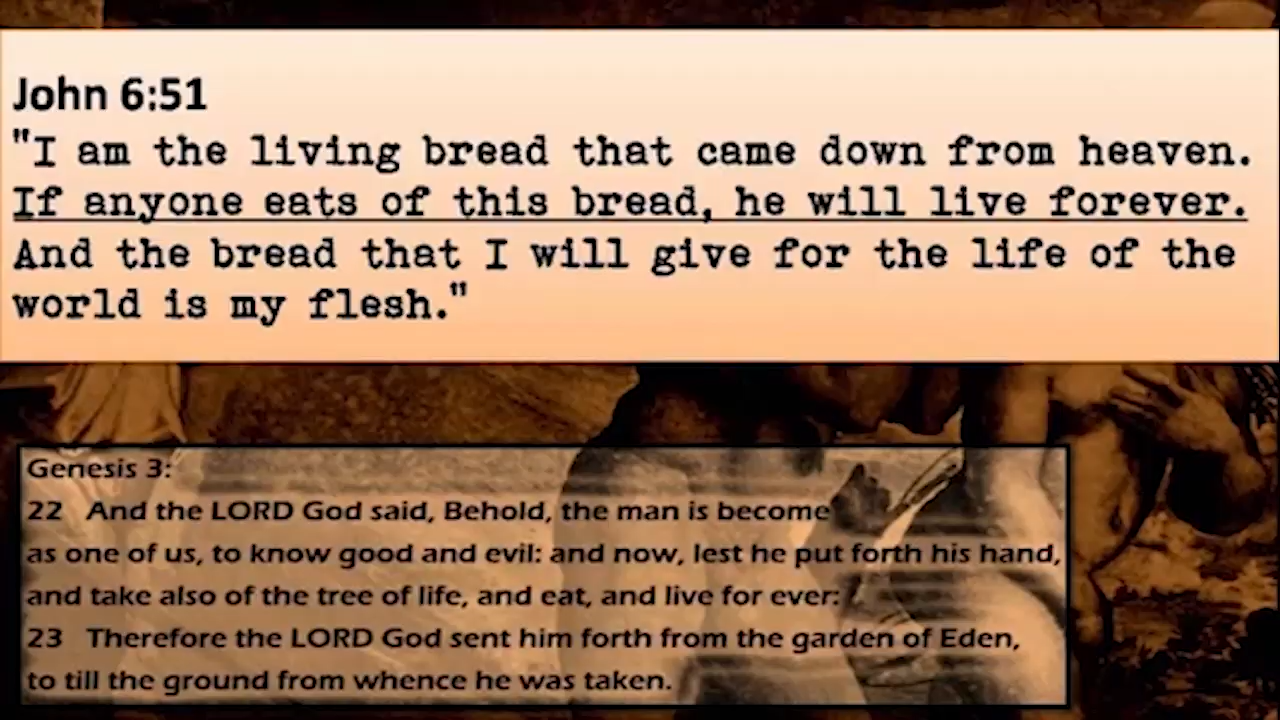 John 6:51
"I am the living bread that came down from heaven.
If anyone eats of this bread, he will live forever.
And the bread that I will give for the life of the
world is my flesh."
Genesis 3:
22 And the LORD God said, Behold, the man is become
as one of us, to know good and evil: and now, lest he put forth his hand,
and take also of the tree of life, and eat, and live for ever:
23 Therefore the LORD God sent him forth from the garden of Eden,
to till the ground from whence he was taken.